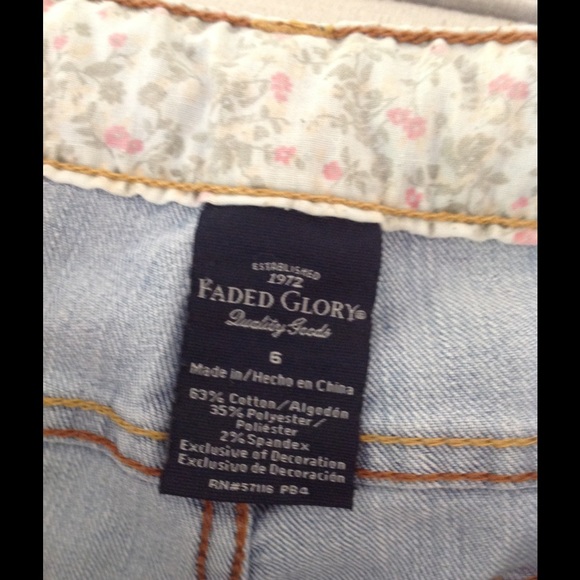 ESTABLISHED
1972
FADED GLORY®
Quality Goods
6
Made in/Hecho en China
63% Cotton/Algodón
35% Polyester/
Poliéster
2% Spandex
Exclusive of Decoration
Exclusivo de Decoración
RN#57116 PB4